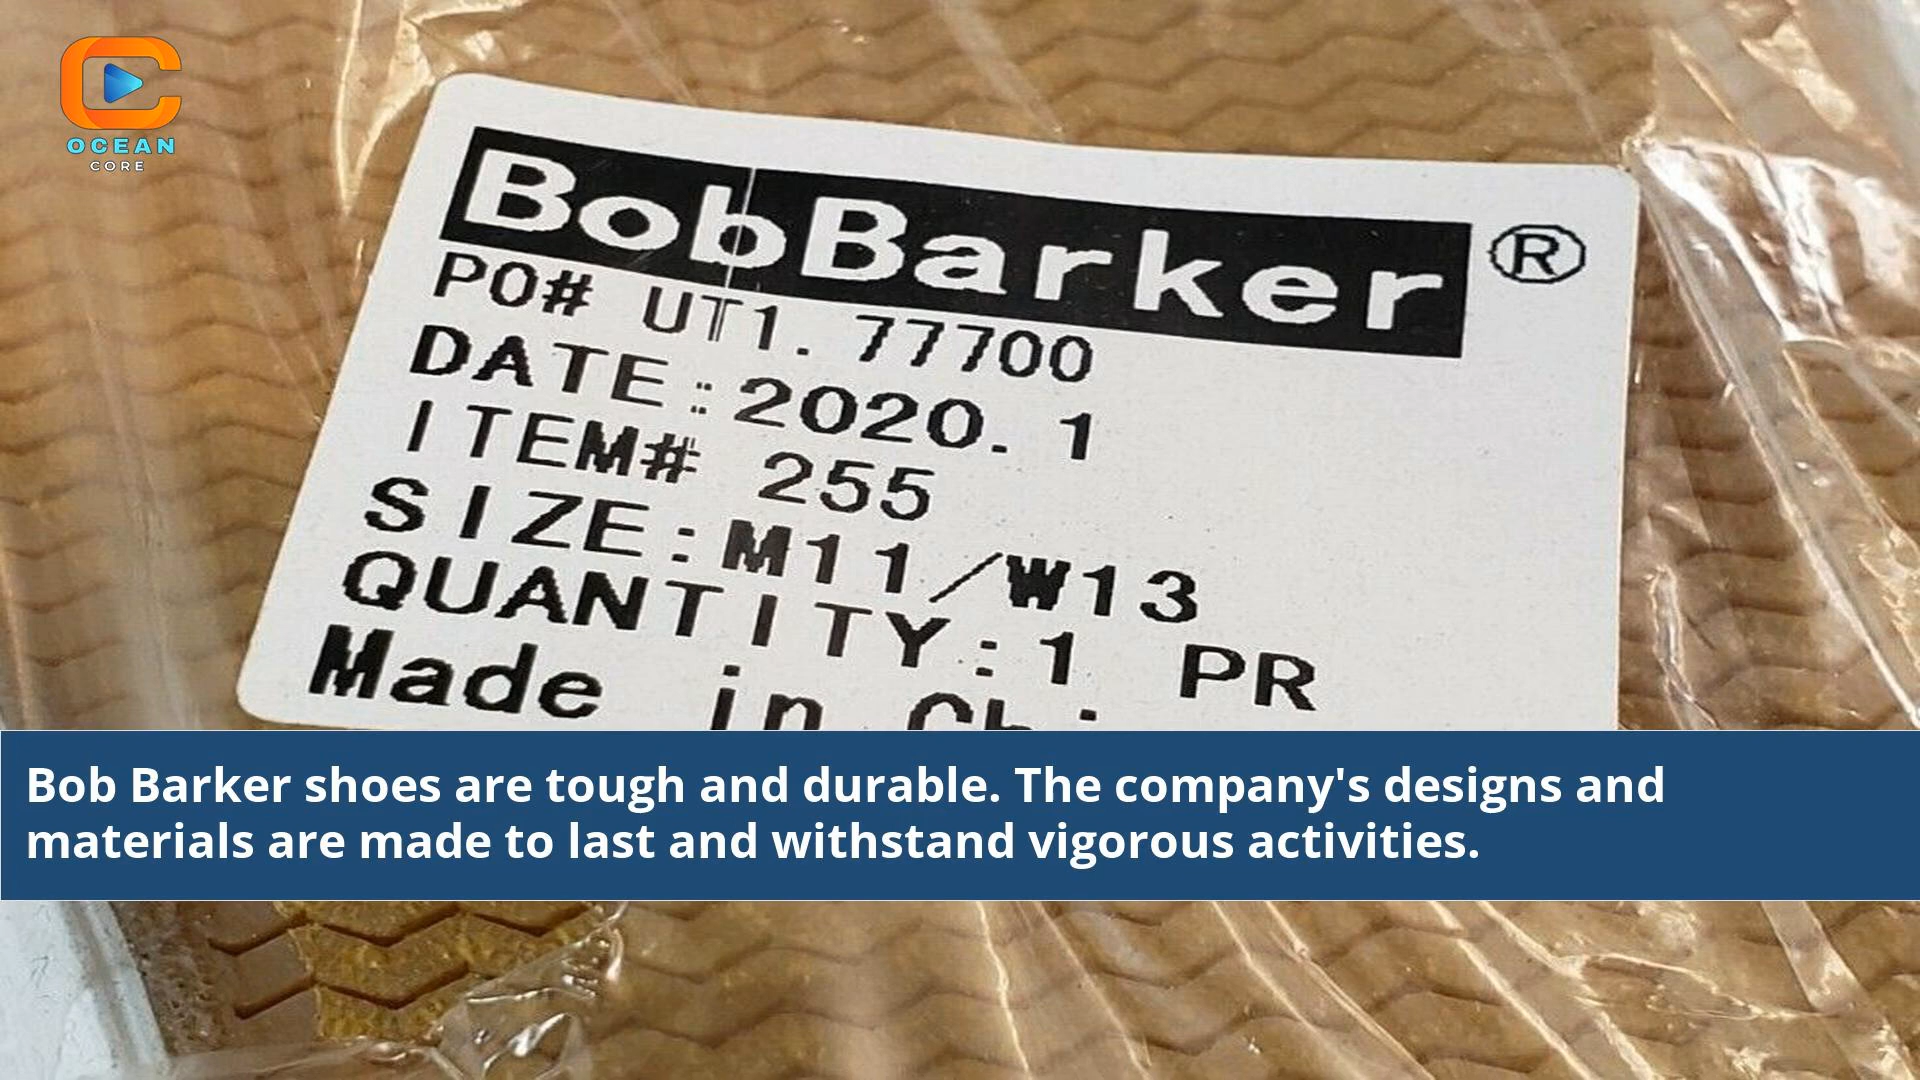 OCEAN
CORE
BobBarker®
PO# UT1.77700
DATE:2020.1
ITEM# 255
SIZE:M11/W13
QUANTITY:1 PR
Made in
Bob Barker shoes are tough and durable. The company's designs and
materials are made to last and withstand vigorous activities.